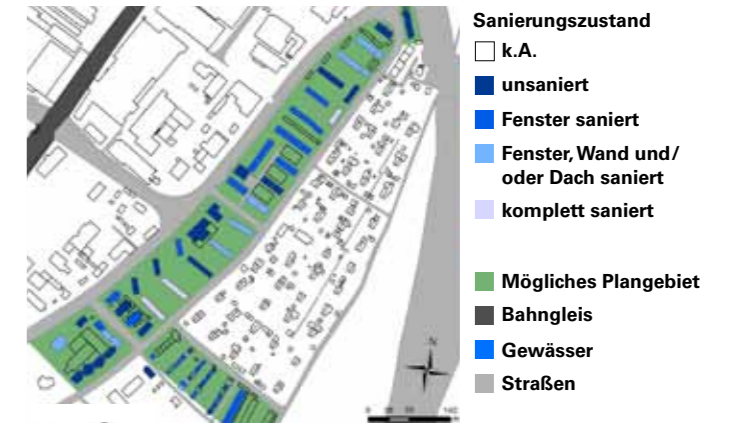 Sanierungszustand
k.A.
unsaniert
Fenster saniert
Fenster, Wand und/
oder Dach saniert
komplett saniert
Mögliches Plangebiet
Bahngleis
Gewässer
Straßen
N